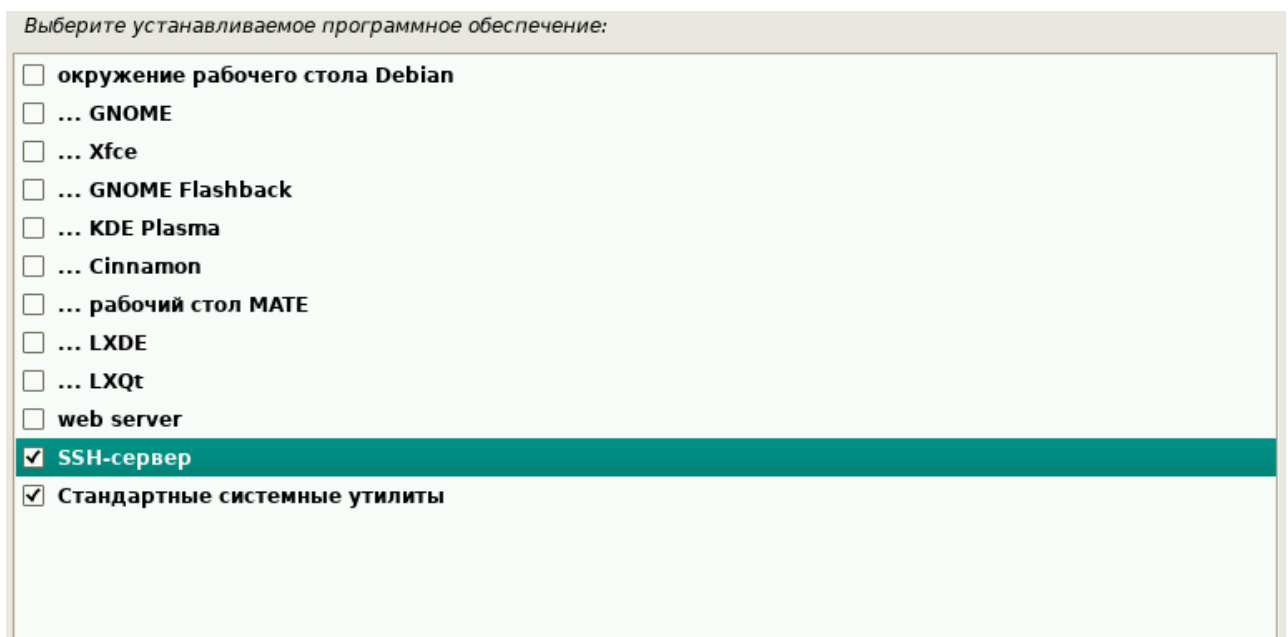 Выберите устанавливаемое программное обеспечение:
окружение рабочего стола Debian
... GNOME
... Xfce
... GNOME Flashback
... KDE Plasma
... Cinnamon
... рабочий стол MATE
... LXDE
... LXQt
web server
SSH-сервер
Стандартные системные утилиты